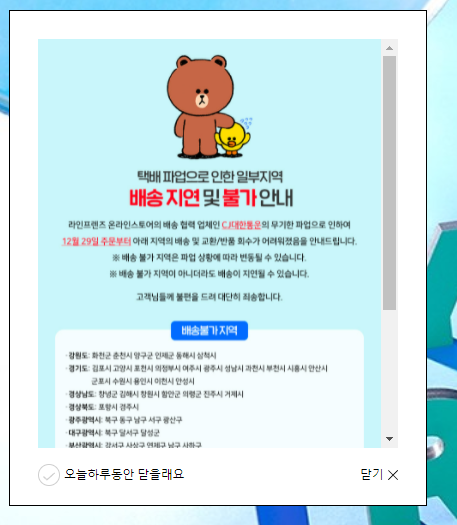 택배 파업으로 인한 일부지역
배송 지연 및 불가 안내
라인프렌즈 온라인스토어의 배송 협력 업체인 CJ대한통운의 무기한 파업으로 인하여
12월 29일 주문부터 아래 지역의 배송 및 교환/반품 회수가 어려워졌음을 안내드립니다.
※ 배송 불가 지역은 파업 상황에 따라 변동될 수 있습니다.
※ 배송 불가 지역이 아니더라도 배송이 지연될 수 있습니다.
고객님들께 불편을 드려 대단히 죄송합니다.
배송불가 지역
·강원도: 화천군 춘천시 양구군 인제군 동해시 삼척시
·경기도: 김포시 고양시 포천시 의정부시 여주시 광주시 성남시 과천시 부천시 시흥시 안산시
군포시 수원시 용인시 이천시 안성시
·경상남도: 창녕군 김해시 창원시 함안군 의령군 진주시 거제시
·경상북도: 포항시 경주시
·광주광역시: 북구 동구 남구 서구 광산구
·대구광역시: 북구 달서구 달성군
·부산광역시: 강서구 사상구 연제구 남구 사하구
오늘하루동안 닫을래요
닫기